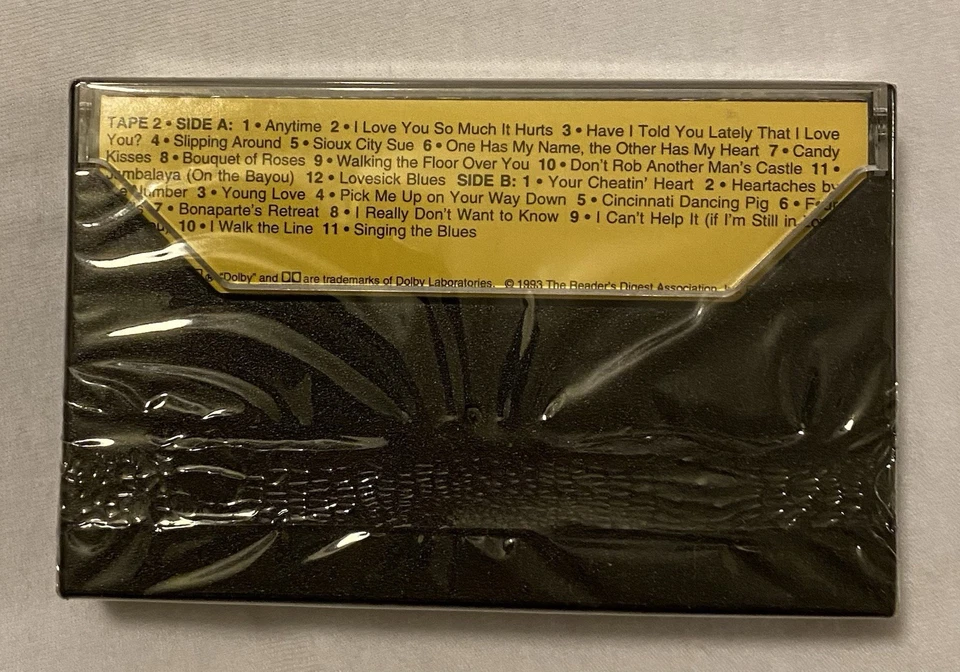 TAPE 2 • SIDE A: 1 • Anytime 2 • I Love You So Much It Hurts 3 • Have I Told You Lately That I Love
You? 4 • Slipping Around 5 • Sioux City Sue 6 • One Has My Name, the Other Has My Heart 7 • Candy
Kisses 8 • Bouquet of Roses 9 • Walking the Floor Over You 10 • Don't Rob Another Man's Castle 11 •
Jambalaya (On the Bayou) 12 • Lovesick Blues SIDE B: 1 • Your Cheatin' Heart 2 • Heartaches by
Number 3 • Young Love 4 • Pick Me Up on Your Way Down 5 • Cincinnati Dancing Pig 6 •
7 • Bonaparte's Retreat 8 • I Really Don't Want to Know 9 • I Can't Help It (if I'm Still in
10 • I Walk the Line 11 • Singing the Blues
"Dolby" and are trademarks of Dolby Laboratories. © 1993 The Reader's Digest Association,